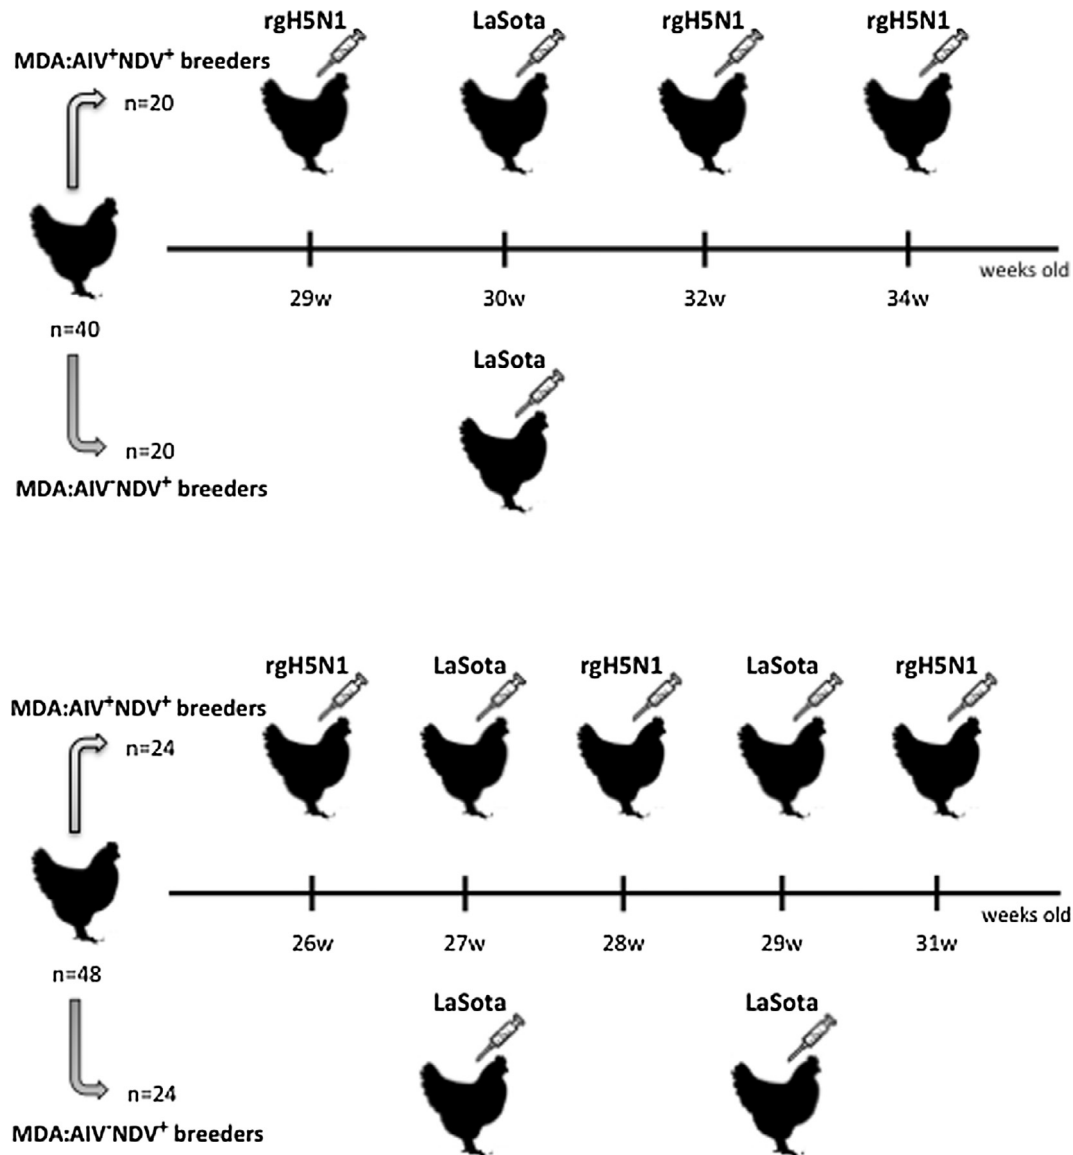 rgH5N1 LaSota rgH5N1 rgH5N1
MDA:AIV⁺NDV⁺ breeders
n=20
weeks old
29w 30w 32w 34w
n=40
LaSota
n=20
MDA:AIV⁻NDV⁺ breeders
rgH5N1 LaSota rgH5N1 LaSota rgH5N1
MDA:AIV⁺NDV⁺ breeders
n=24
weeks old
26w 27w 28w 29w 31w
n=48
LaSota LaSota
n=24
MDA:AIV⁻NDV⁺ breeders